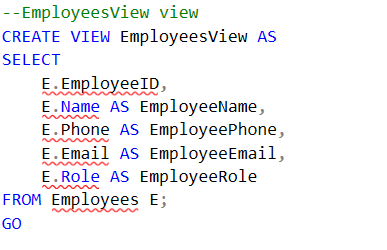 --EmployeesView view
CREATE VIEW EmployeesView AS
SELECT
    E.EmployeeID,
    E.Name AS EmployeeName,
    E.Phone AS EmployeePhone,
    E.Email AS EmployeeEmail,
    E.Role AS EmployeeRole
FROM Employees E;
GO